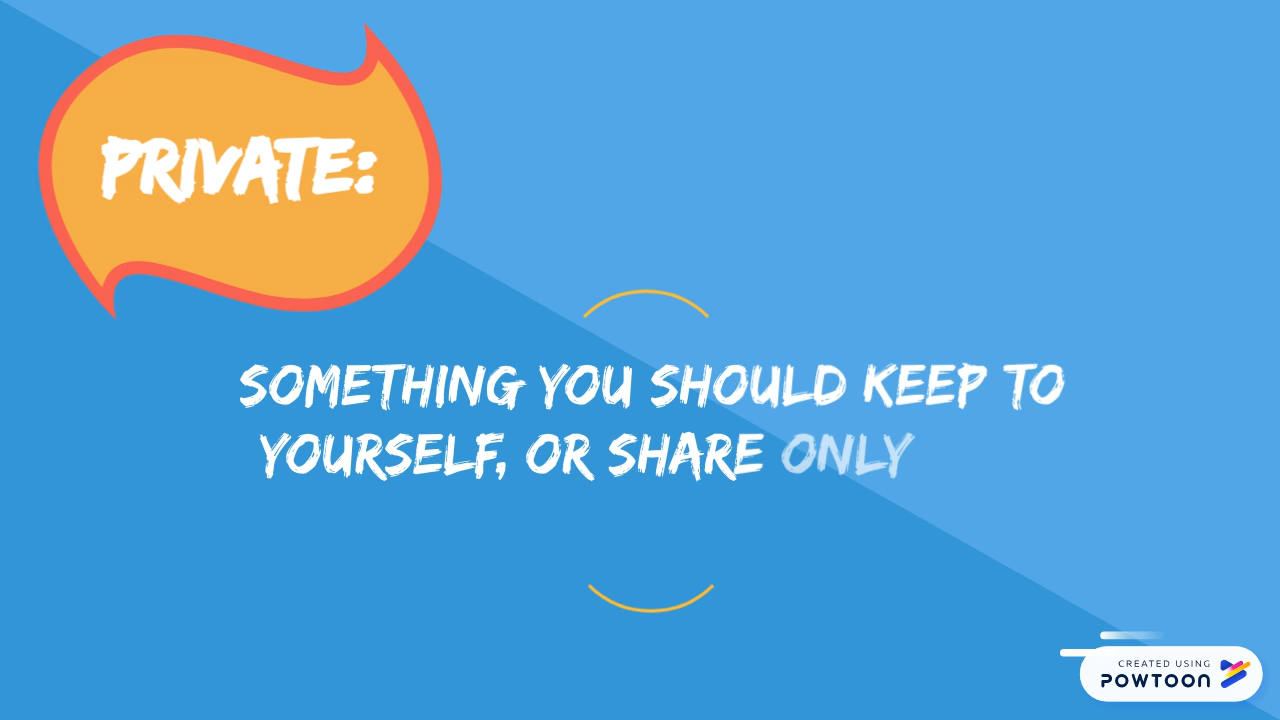 PRIVATE:
SOMETHING YOU SHOULD KEEP TO
YOURSELF, OR SHARE ONLY
CREATED USING
POWTOON